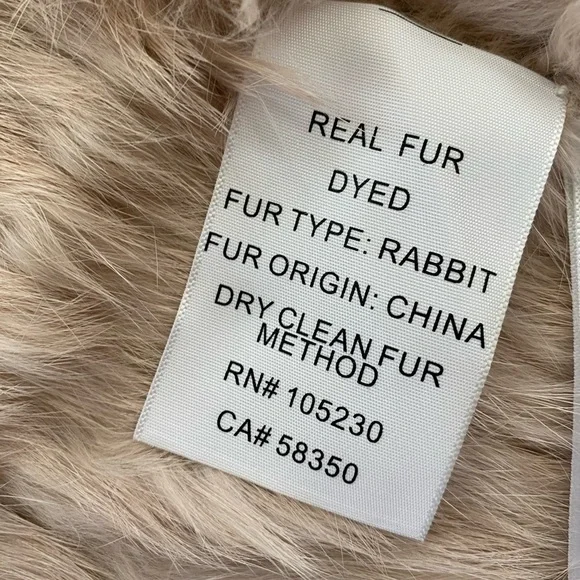 REAL FUR
DYED
FUR TYPE: RABBIT
FUR ORIGIN: CHINA
DRY CLEAN FUR
METHOD
RN# 105230
CA# 58350